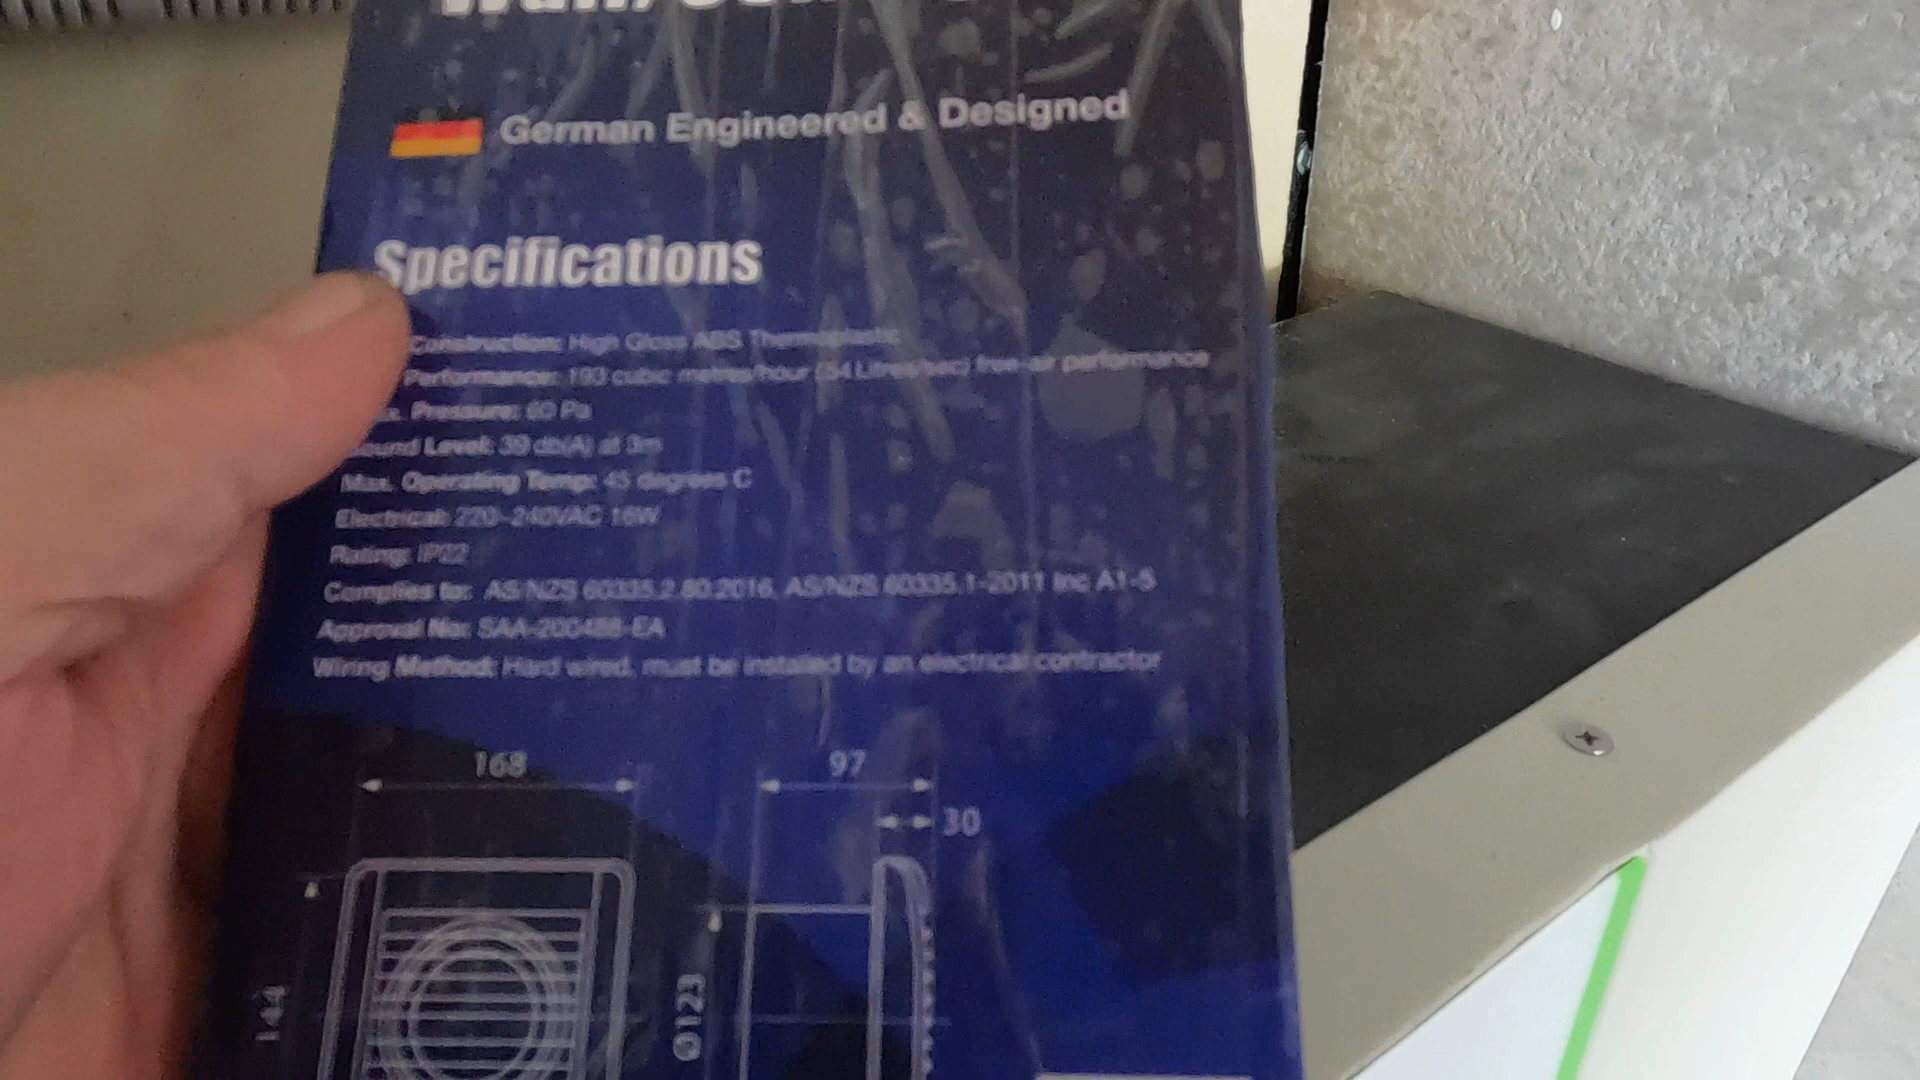 German Engineered & Designed
Specifications
Construction: High Gloss ABS Thermoplastic
Performance: 193 cubic metres/hour (54 Litres/sec) free-air performance
Pressure: 60 Pa
Sound Level: 39 db(A) at 3m
Max. Operating Temp: 45 degrees C
Electrical: 220-240VAC 16W
Rating: IP22
Complies to: AS/NZS 60335.2.80:2016, AS/NZS 60335.1-2011 Inc A1-5
Approval No: SAA-200488-EA
Wiring Method: Hard wired, must be installed by an electrical contractor
168
97
30
144
Ø123